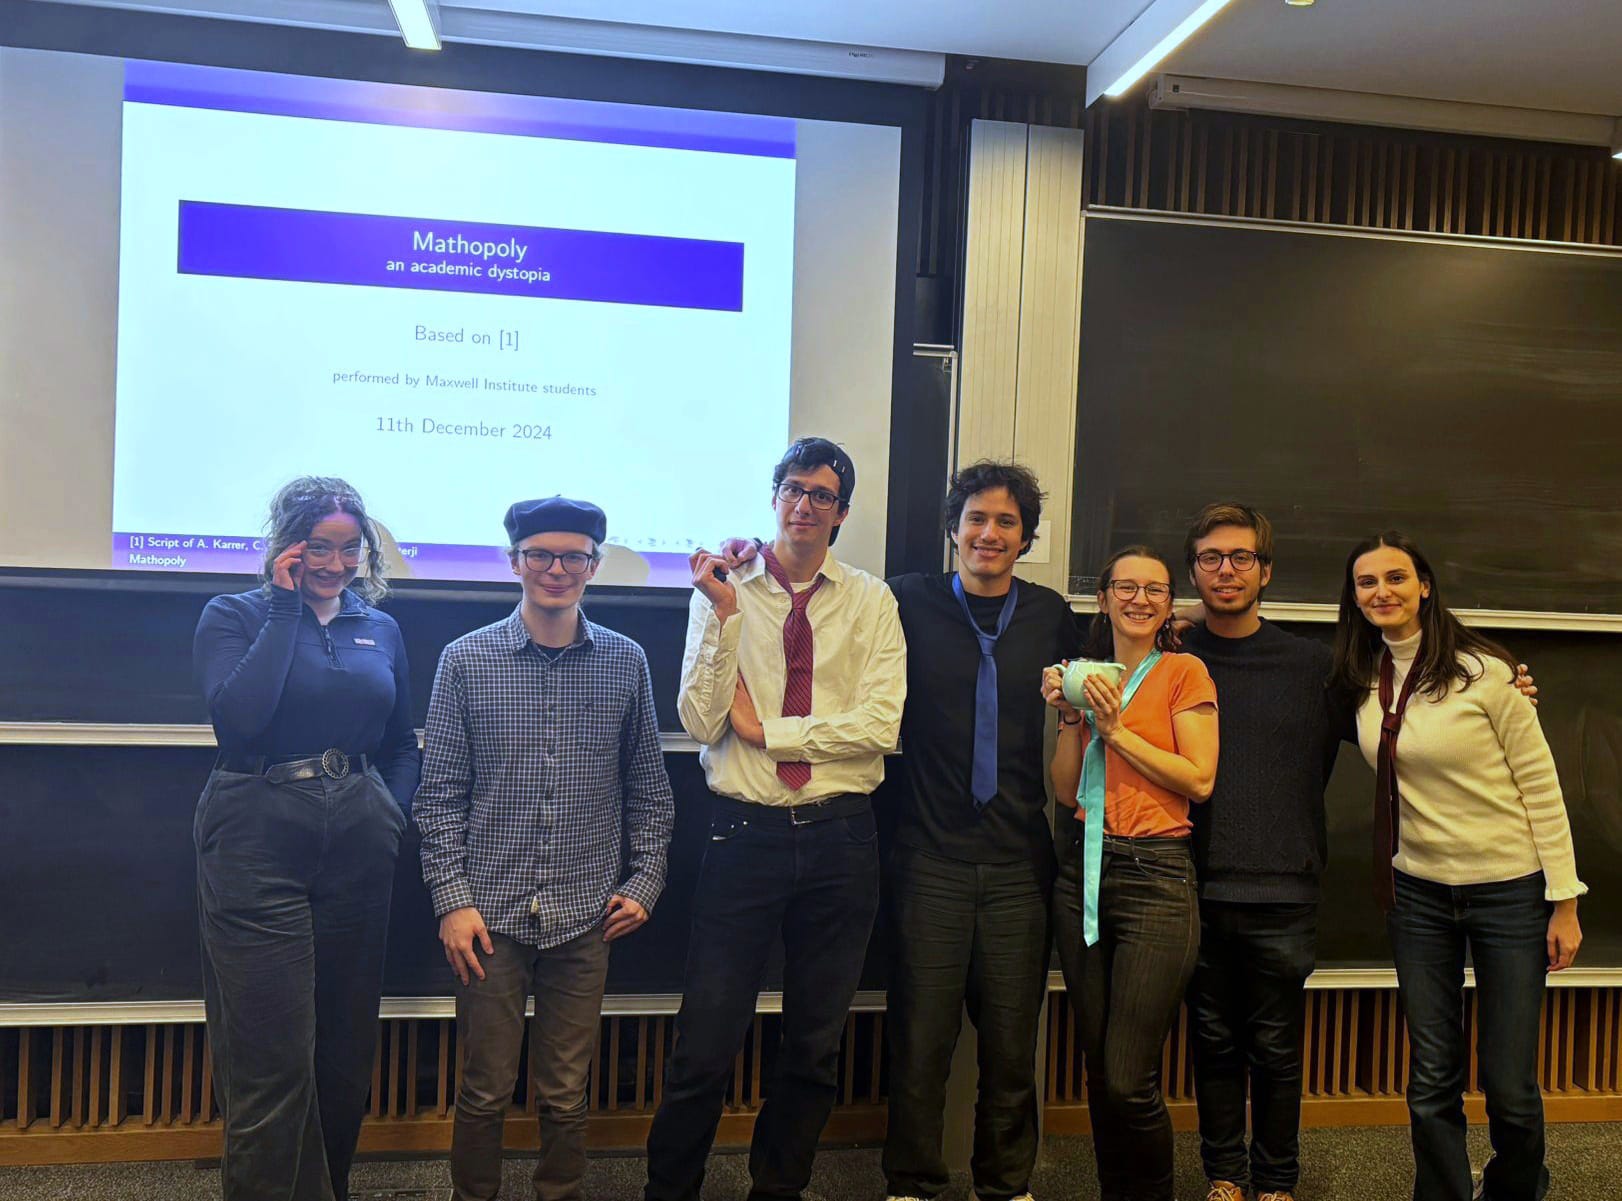 Mathopoly
an academic dystopia
Based on [1]
performed by Maxwell Institute students
11th December 2024
[1] Script of A. Karrer, C.
Mathopoly